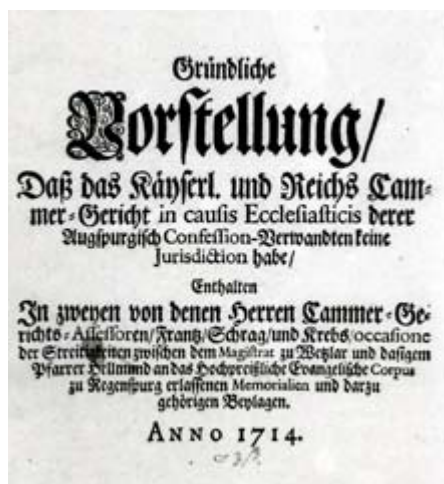 Gründliche
Vorſtellung/
Daß das Käyſerl. und Reichs Cam-
mer-Gericht in cauſis Eccleſiaſticis derer
Augſpurgiſch Confeſſion-Verwandten keine
Jurisdiction habe/
Enthalten
In zweyen von denen Herren Cammer-Ge-
richts-Aſſeſſoren/Frantz/Schrag/und Krebs/occaſione
der Streitigkeiten zwiſchen dem Magiſtrat zu Wetzlar und daſigem
Pfarrer und an das Hochpreißliche Evangeliſche Corpus
zu Regenſpurg erlaſſenen Memorialien und darzu
gehörigen Beylagen.
ANNO 1714.